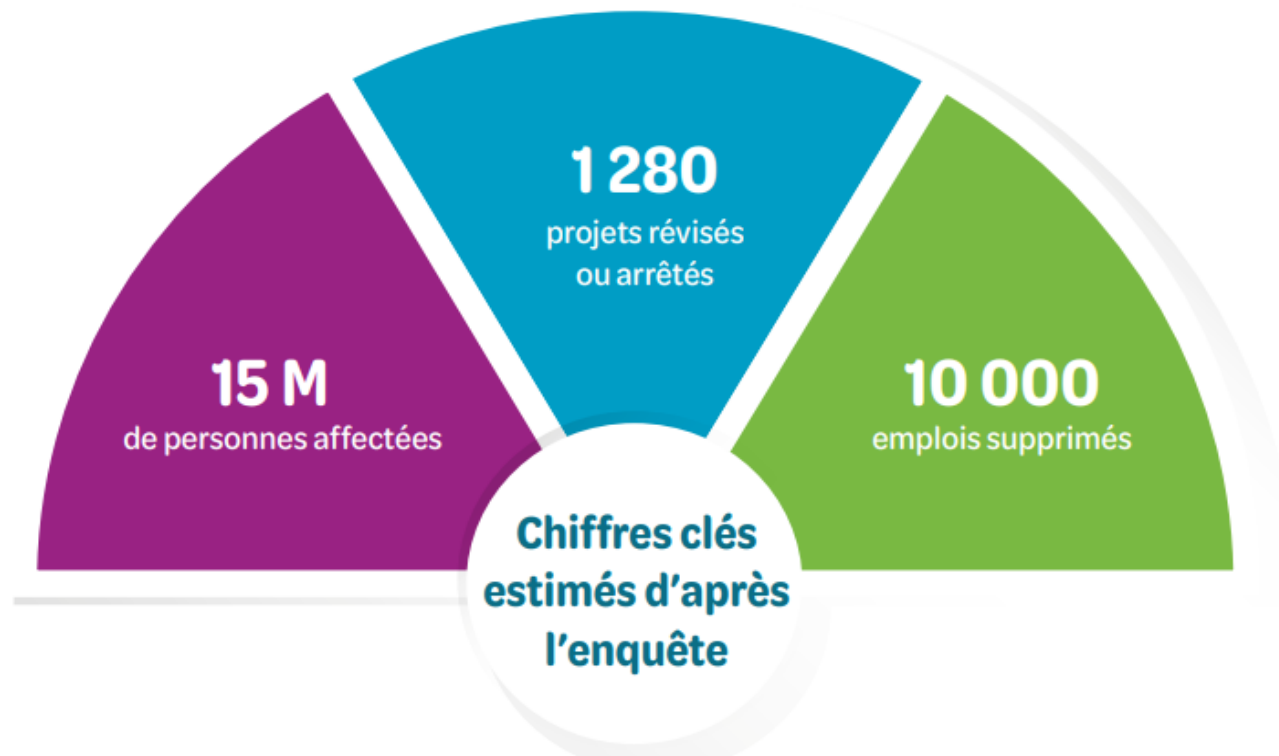 15 M
de personnes affectées
1 280
projets révisés
ou arrêtés
10 000
emplois supprimés
Chiffres clés
estimés d’après
l’enquête